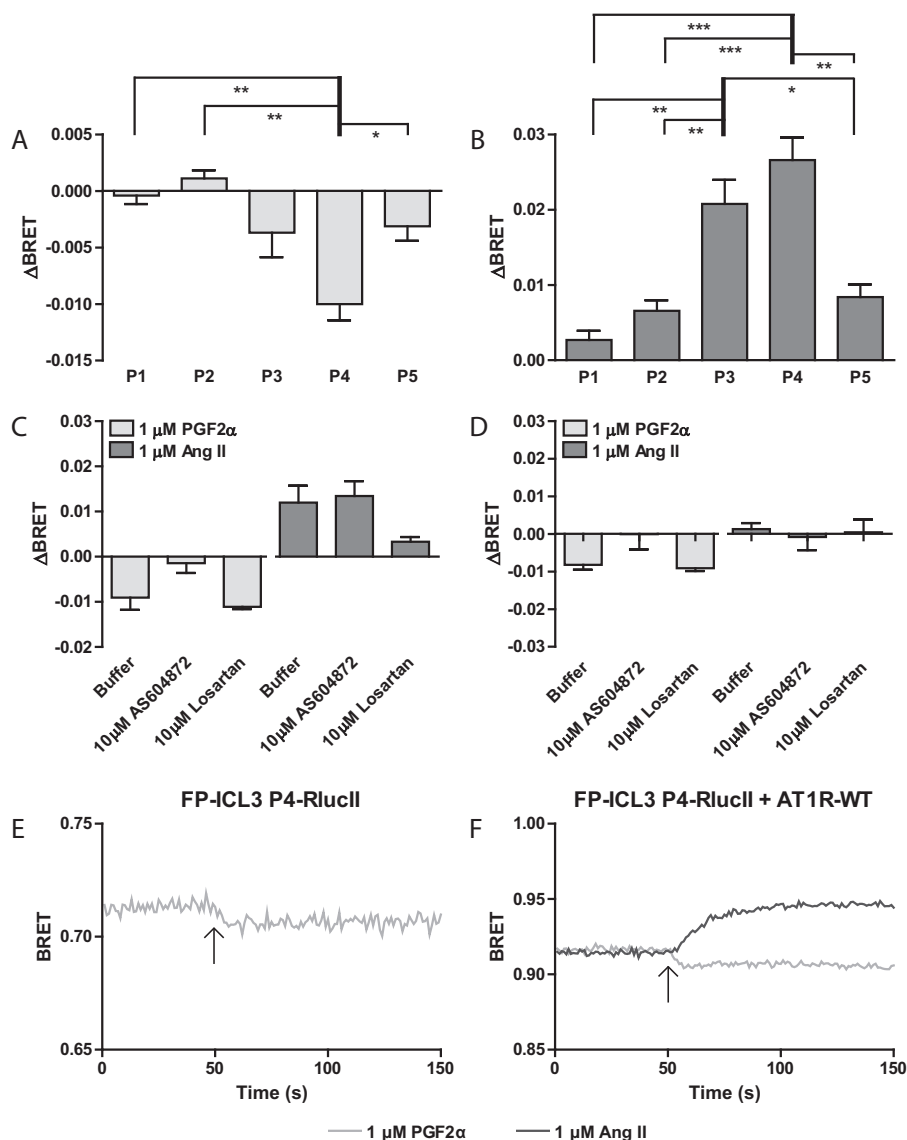 ***
***
**
**
**
*
**
**
*
A
0.005
0.000
-0.005
-0.010
-0.015
ΔBRET
P1 P2 P3 P4 P5
B
0.03
0.02
0.01
0.00
ΔBRET
P1 P2 P3 P4 P5
C
0.03
0.02
0.01
0.00
-0.01
-0.02
ΔBRET
1 μM PGF2α
1 μM Ang II
Buffer
10μM AS604872
10μM Losartan
Buffer
10μM AS604872
10μM Losartan
D
0.03
0.02
0.01
0.00
-0.01
-0.02
-0.03
ΔBRET
1 μM PGF2α
1 μM Ang II
Buffer
10μM AS604872
10μM Losartan
Buffer
10μM AS604872
10μM Losartan
E
FP-ICL3 P4-RlucII
0.75
0.70
0.65
BRET
0 50 100 150
Time (s)
F
FP-ICL3 P4-RlucII + AT1R-WT
1.00
0.95
0.90
0.85
BRET
0 50 100 150
Time (s)
1 μM PGF2α 1 μM Ang II